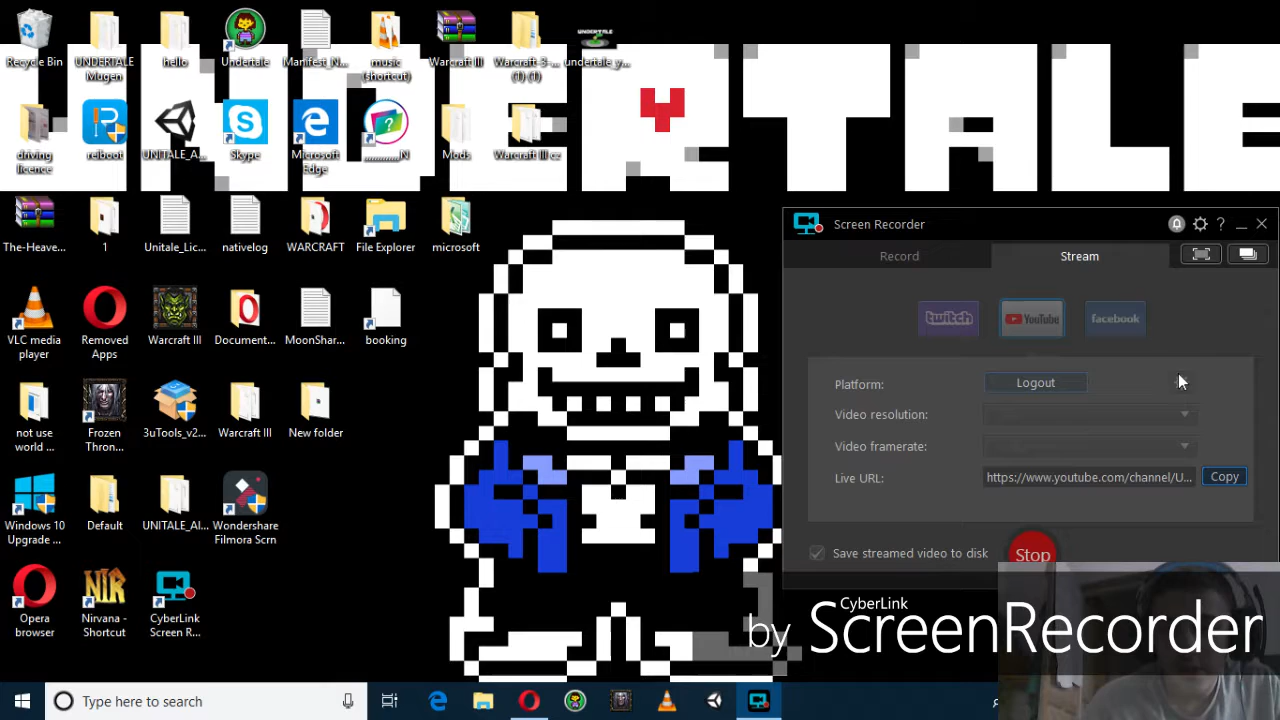 UNDERTALE
Recycle Bin
UNDERTALE Mugen
hello
Undertale
Manifest_N...
music (shortcut)
Warcraft III
Warcraft-3-... (1) (1)
undertale_y...
driving licence
reiboot
UNITALE_A...
Skype
Microsoft Edge
,,,,,,,,,,,,,N
Mods
Warcraft III cz
The-Heave...
1
Unitale_Lic...
nativelog
WARCRAFT
File Explorer
microsoft
VLC media player
Removed Apps
Warcraft III
Document...
MoonShar...
booking
not use world ...
Frozen Thron...
3uTools_v2...
Warcraft III
New folder
Windows 10 Upgrade ...
Default
UNITALE_Al...
Wondershare Filmora Scrn
Opera browser
NIR
Nirvana - Shortcut
CyberLink Screen R...
Screen Recorder
Record
Stream
twitch
YouTube
facebook
Platform:
Logout
Video resolution:
Video framerate:
Live URL:
https://www.youtube.com/channel/U...
Copy
Save streamed video to disk
Stop
by CyberLink ScreenRecorder
Type here to search